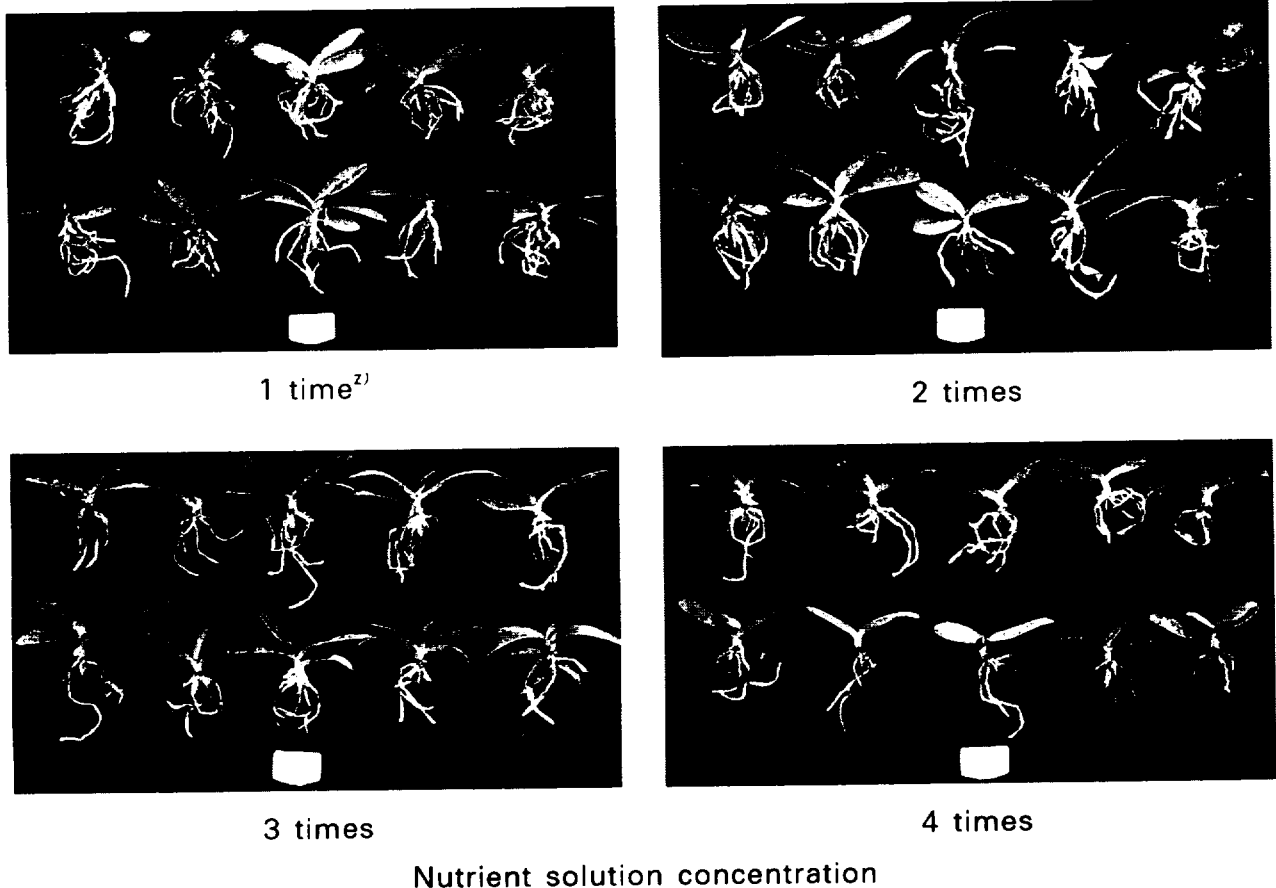 1 time^z)
2 times
3 times
4 times
Nutrient solution concentration